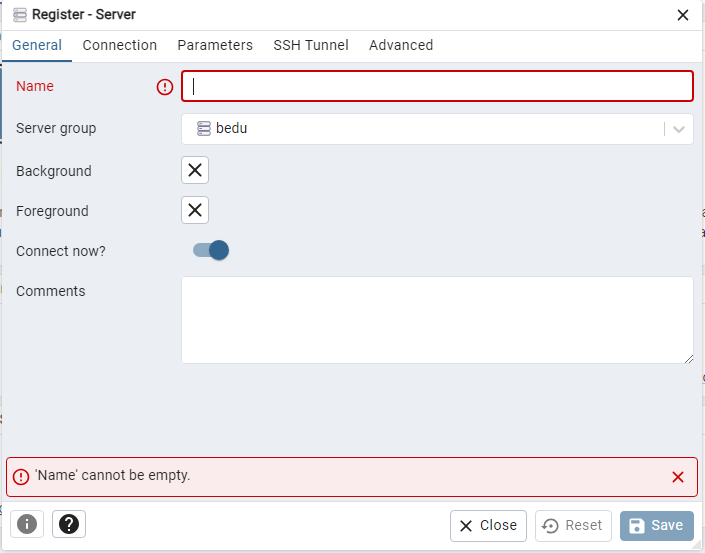 Register - Server
General Connection Parameters SSH Tunnel Advanced
Name
Server group bedu
Background
Foreground
Connect now?
Comments
'Name' cannot be empty.
Close Reset Save